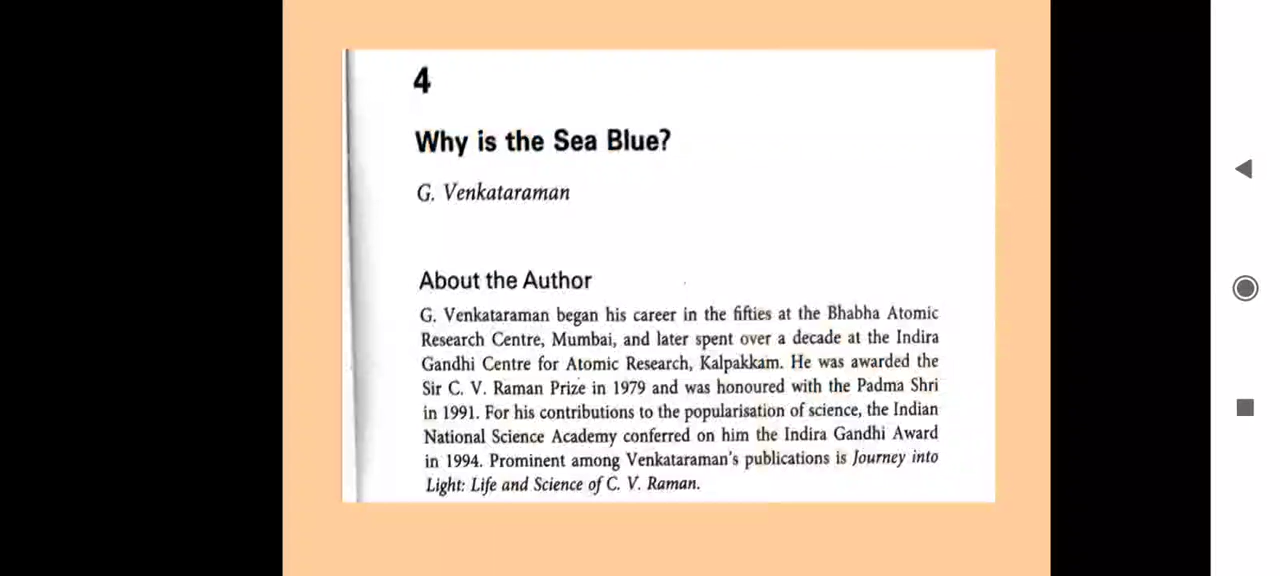 4
Why is the Sea Blue?
G. Venkataraman
About the Author
G. Venkataraman began his career in the fifties at the Bhabha Atomic
Research Centre, Mumbai, and later spent over a decade at the Indira
Gandhi Centre for Atomic Research, Kalpakkam. He was awarded the
Sir C. V. Raman Prize in 1979 and was honoured with the Padma Shri
in 1991. For his contributions to the popularisation of science, the Indian
National Science Academy conferred on him the Indira Gandhi Award
in 1994. Prominent among Venkataraman's publications is Journey into
Light: Life and Science of C. V. Raman.